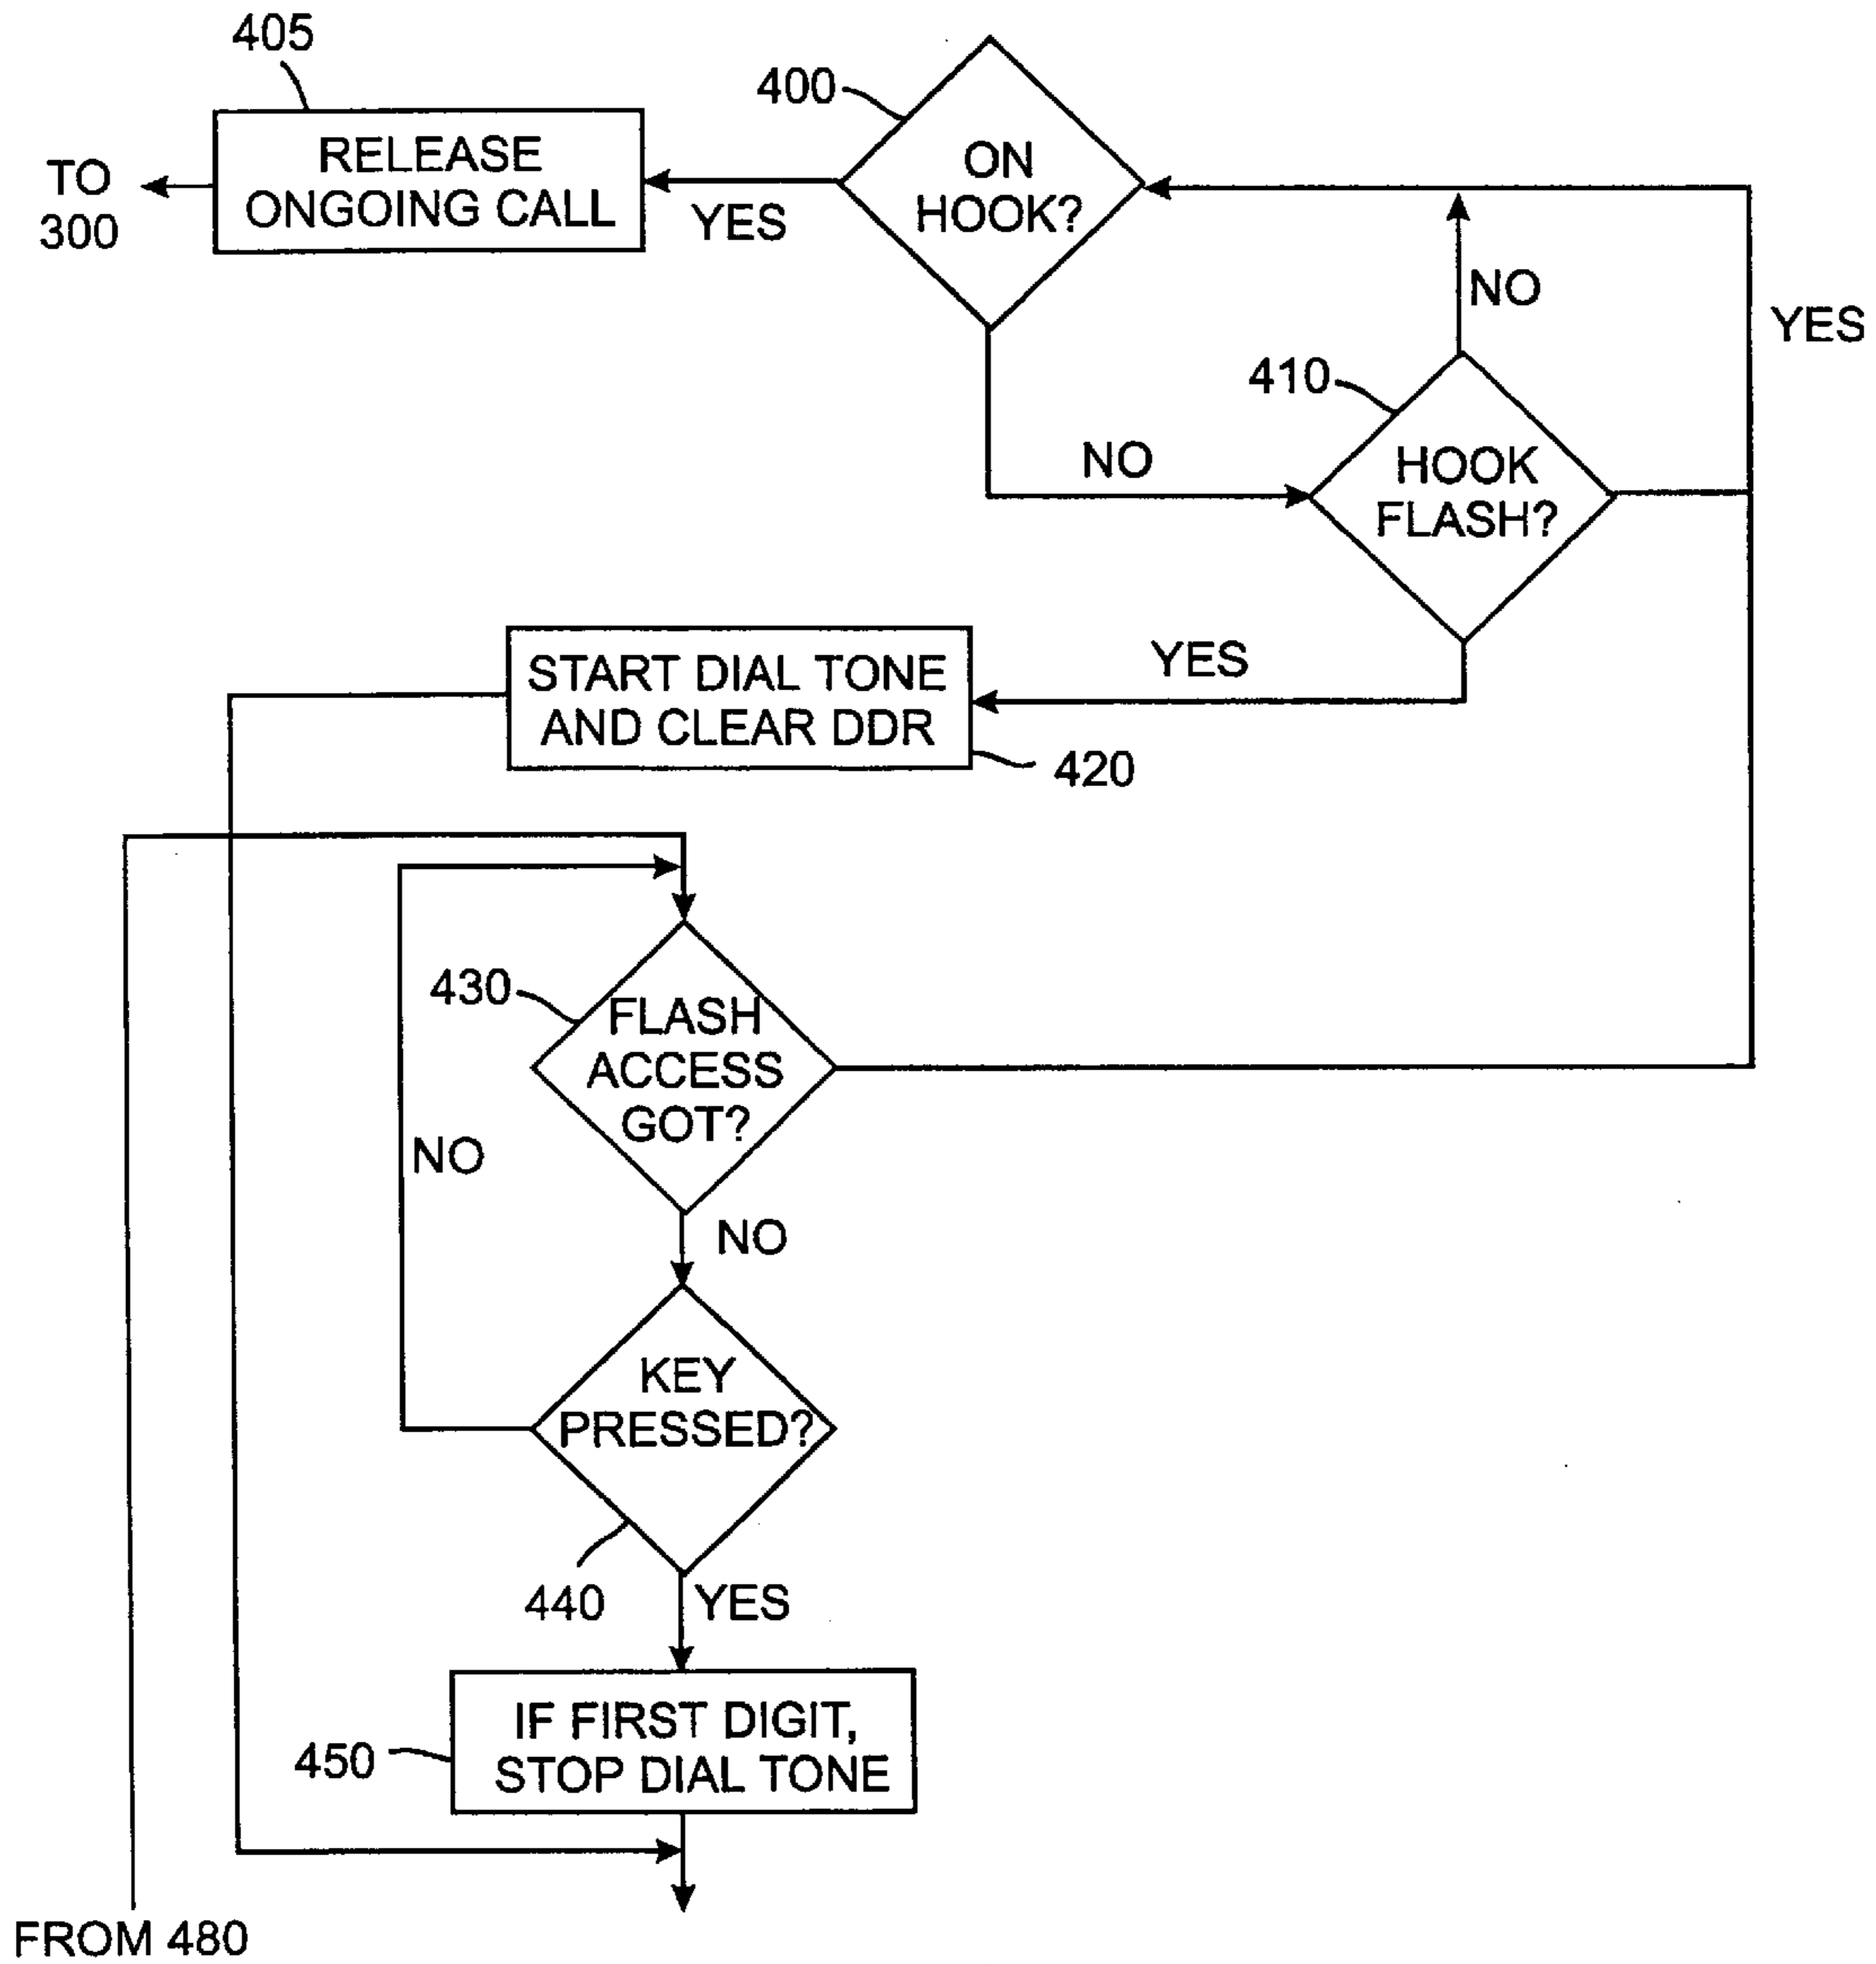 405
400
RELEASE
ONGOING CALL
TO
300
YES
ON
HOOK?
NO
YES
410
NO
HOOK
FLASH?
START DIAL TONE
AND CLEAR DDR
YES
420
430
FLASH
ACCESS
GOT?
NO
NO
KEY
PRESSED?
440
YES
IF FIRST DIGIT,
STOP DIAL TONE
450
FROM 480